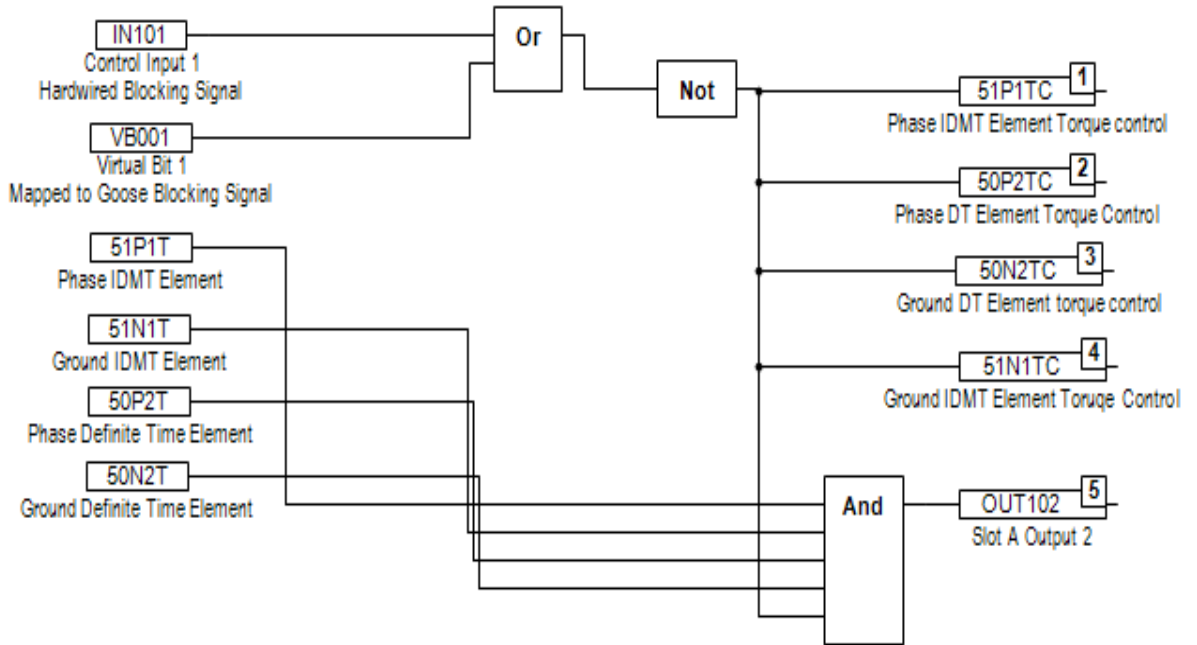 IN101
Control Input 1
Hardwired Blocking Signal
VB001
Virtual Bit 1
Mapped to Goose Blocking Signal
51P1T
Phase IDMT Element
51N1T
Ground IDMT Element
50P2T
Phase Definite Time Element
50N2T
Ground Definite Time Element
Or
Not
And
1
51P1TC
Phase IDMT Element Torque control
2
50P2TC
Phase DT Element Torque Control
3
50N2TC
Ground DT Element torque control
4
51N1TC
Ground IDMT Element Toruqe Control
5
OUT102
Slot A Output 2